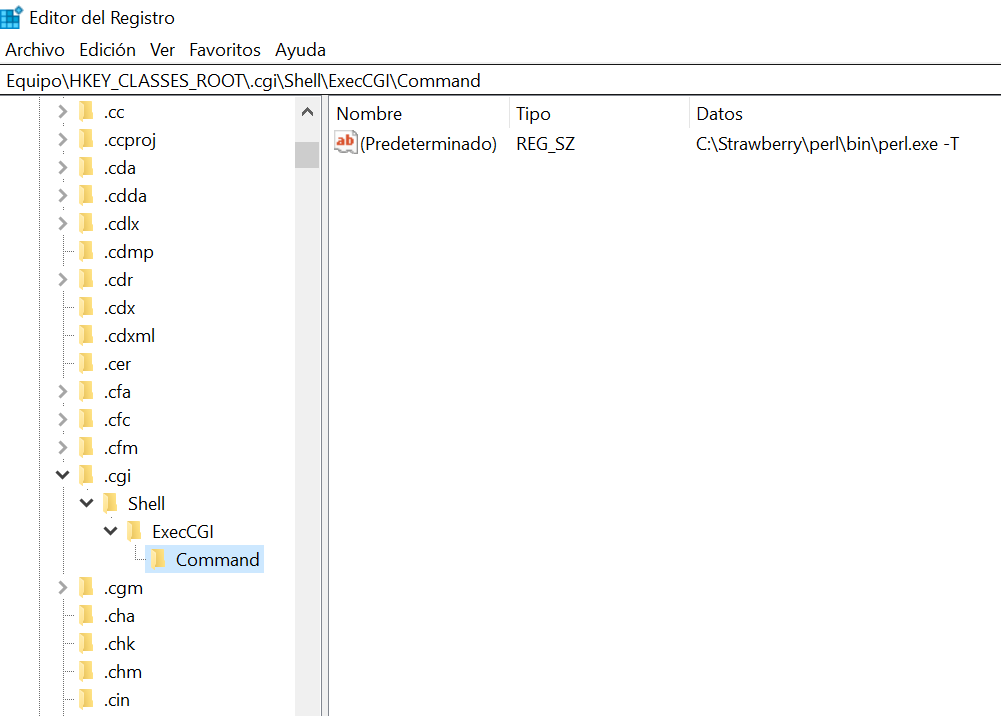 Editor del Registro
Archivo Edición Ver Favoritos Ayuda
Equipo\HKEY_CLASSES_ROOT\.cgi\Shell\ExecCGI\Command
Nombre Tipo Datos
ab (Predeterminado) REG_SZ C:\Strawberry\perl\bin\perl.exe -T
.cc
.ccproj
.cda
.cdda
.cdlx
.cdmp
.cdr
.cdx
.cdxml
.cer
.cfa
.cfc
.cfm
.cgi
Shell
ExecCGI
Command
.cgm
.cha
.chk
.chm
.cin